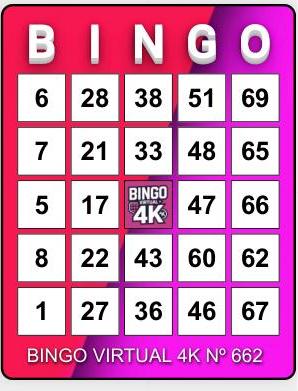 B I N G O
6 28 38 51 69
7 21 33 48 65
5 17 BINGO VIRTUAL 4K 47 66
8 22 43 60 62
1 27 36 46 67
BINGO VIRTUAL 4K Nº 662